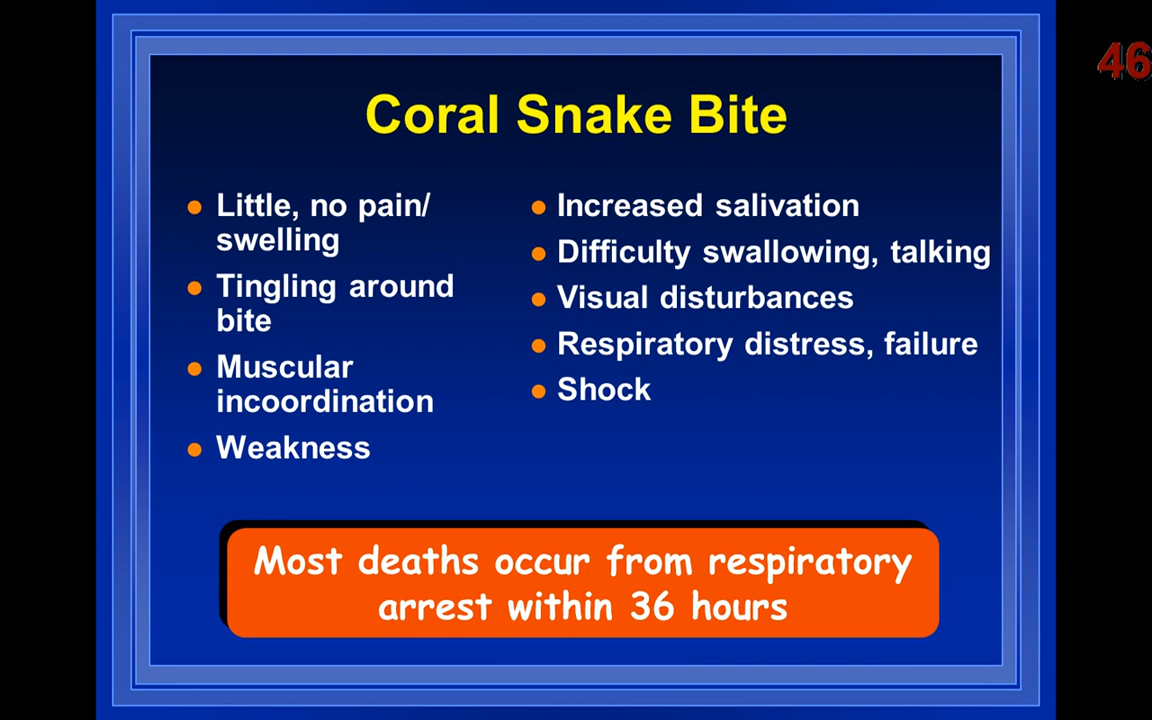 46
Coral Snake Bite
Little, no pain/
swelling
Tingling around
bite
Muscular
incoordination
Weakness
Increased salivation
Difficulty swallowing, talking
Visual disturbances
Respiratory distress, failure
Shock
Most deaths occur from respiratory
arrest within 36 hours